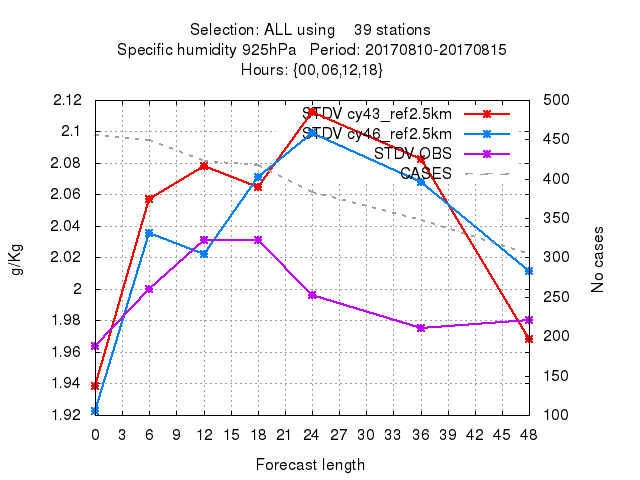 Selection: ALL using 39 stations
Specific humidity 925hPa Period: 20170810-20170815
Hours: {00,06,12,18}
2.12 500
STDV cy43_ref2.5km
2.1 450
STDV cy46_ref2.5km
STDV OBS
2.08 400
CASES
2.06 350
2.04
2.02 300
2 250
1.98 200
1.96
1.94 150
1.92 100
g/Kg
No cases
0 3 6 9 12 15 18 21 24 27 30 33 36 39 42 45 48
Forecast length